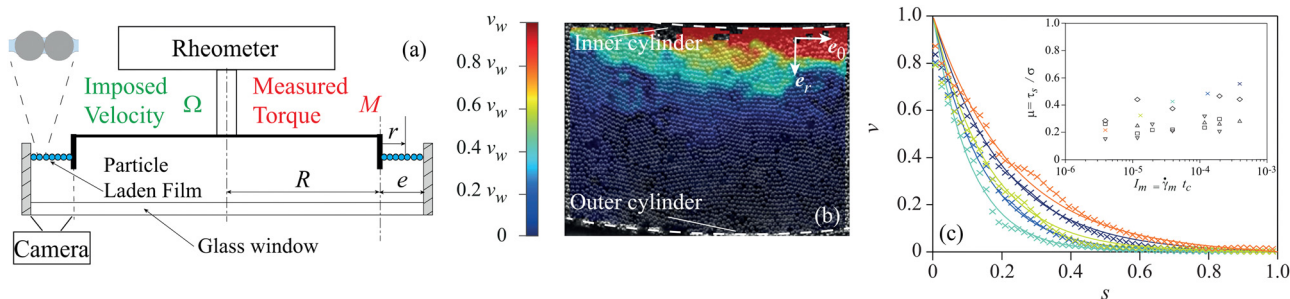 (a)
Rheometer
Imposed
Velocity Ω
Measured
Torque M
r
Particle
Laden Film
R
e
Camera
Glass window
v_w
v_w
0.8 v_w
0.6 v_w
0.4 v_w
0.2 v_w
0
Inner cylinder
e_θ
e_r
Outer cylinder
(b)
1.0
0.8
0.6
0.4
0.2
0
v
0
0.2
0.4
0.6
0.8
1.0
s
(c)
1.0
0.8
0.6
0.4
0.2
0.0
μ = τ_s / σ
10^-6
10^-5
10^-4
10^-3
I_m = γ̇_m t_c